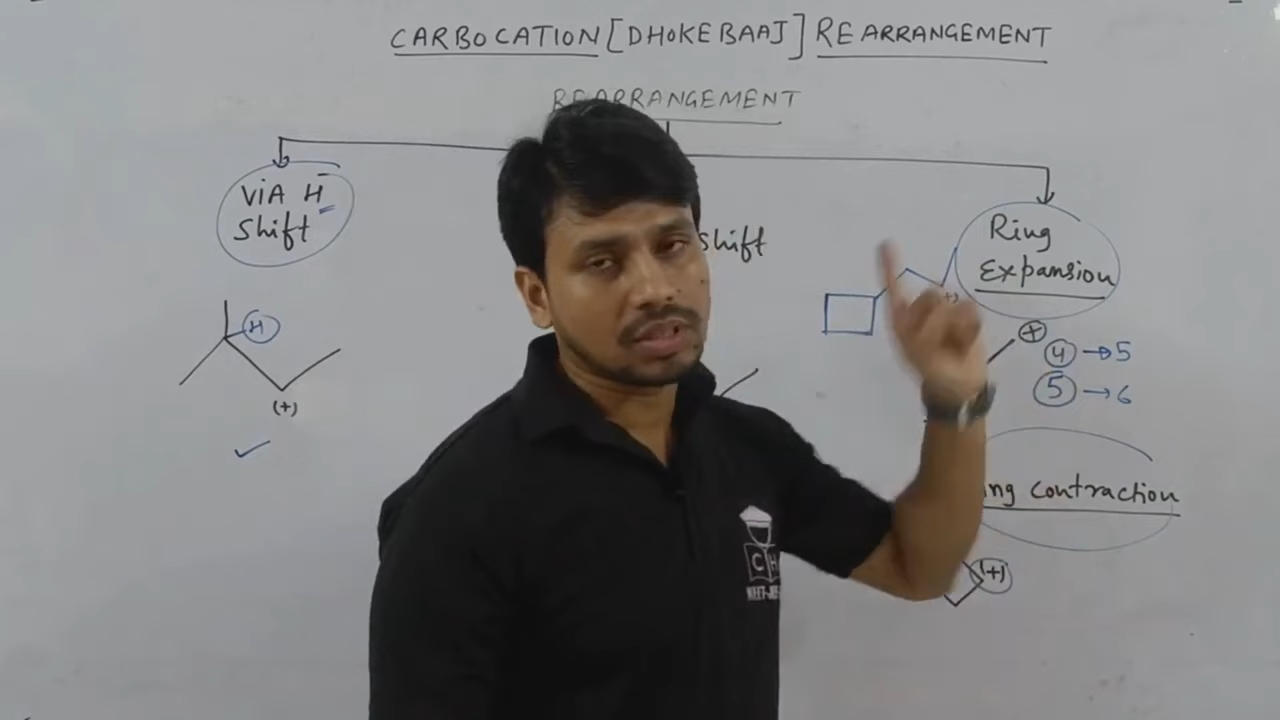 CARBOCATION [DHOKEBAAJ] REARRANGEMENT
REARRANGEMENT
VIA H⁻
Shift
shift
Ring
Expansion
H
(+)
+)
⊕
4 → 5
5 → 6
ng contraction
(+)
C H